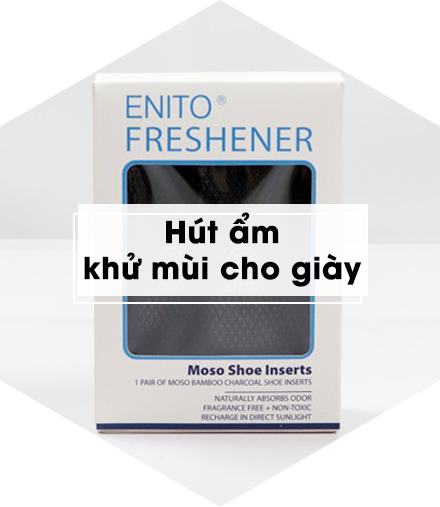 ENITO®
FRESHENER
Hút ẩm
khử mùi cho giày
Moso Shoe Inserts
1 PAIR OF MOSO BAMBOO CHARCOAL SHOE INSERTS
NATURALLY ABSORBS ODOR
FRAGRANCE FREE + NON-TOXIC
RECHARGE IN DIRECT SUNLIGHT